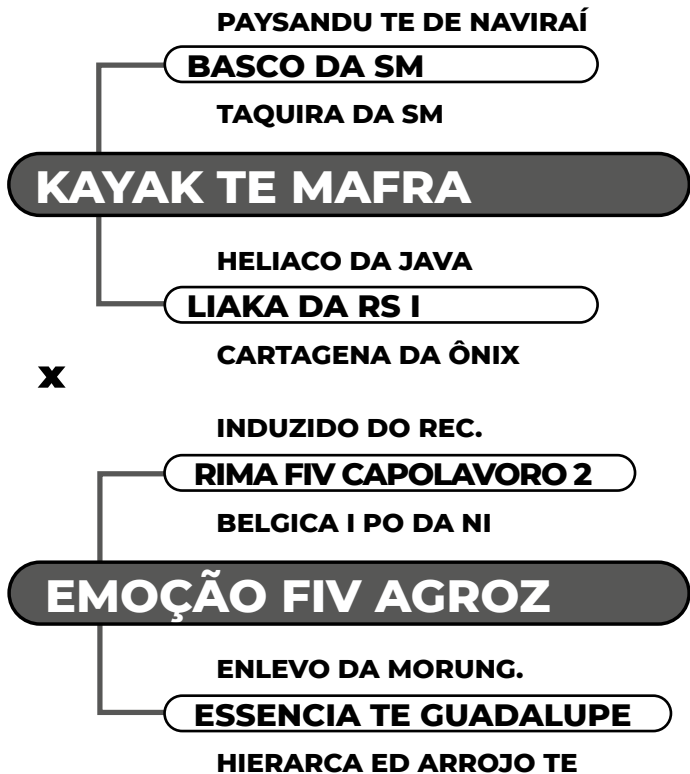 PAYSANDU TE DE NAVIRAÍ
BASCO DA SM
TAQUIRA DA SM
KAYAK TE MAFRA
HELIACO DA JAVA
LIAKA DA RS I
CARTAGENA DA ÔNIX
X
INDUZIDO DO REC.
RIMA FIV CAPOLAVORO 2
BELGICA I PO DA NI
EMOÇÃO FIV AGROZ
ENLEVO DA MORUNG.
ESSENCIA TE GUADALUPE
HIERARCA ED ARROJO TE